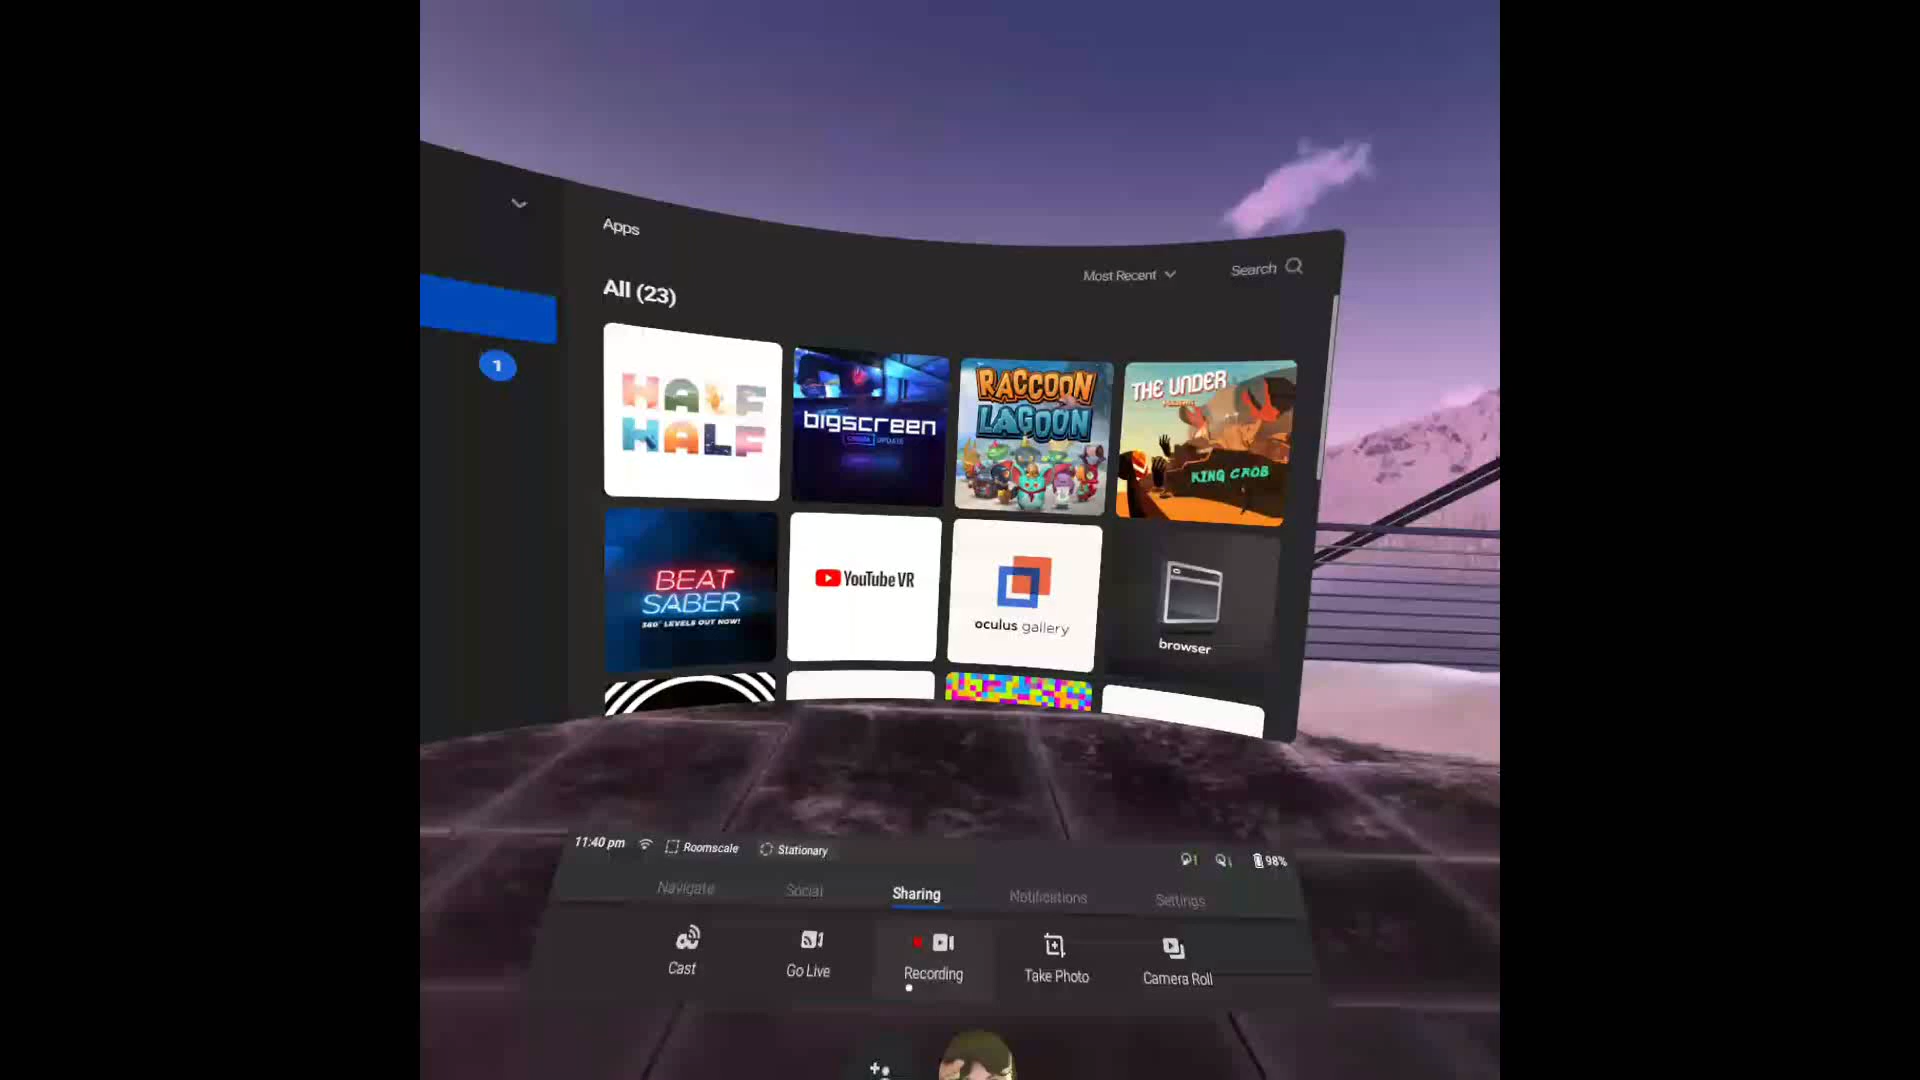 Apps
Most Recent
Search
All (23)
1
HALF
HALF
bigscreen
UPDATE
RACCOON
LAGOON
THE UNDER
KING CROB
BEAT
SABER
360° LEVELS OUT NOW!
YouTube VR
oculus gallery
browser
11:40 pm
Roomscale
Stationary
98%
Navigate
Social
Sharing
Notifications
Settings
Cast
Go Live
Recording
Take Photo
Camera Roll